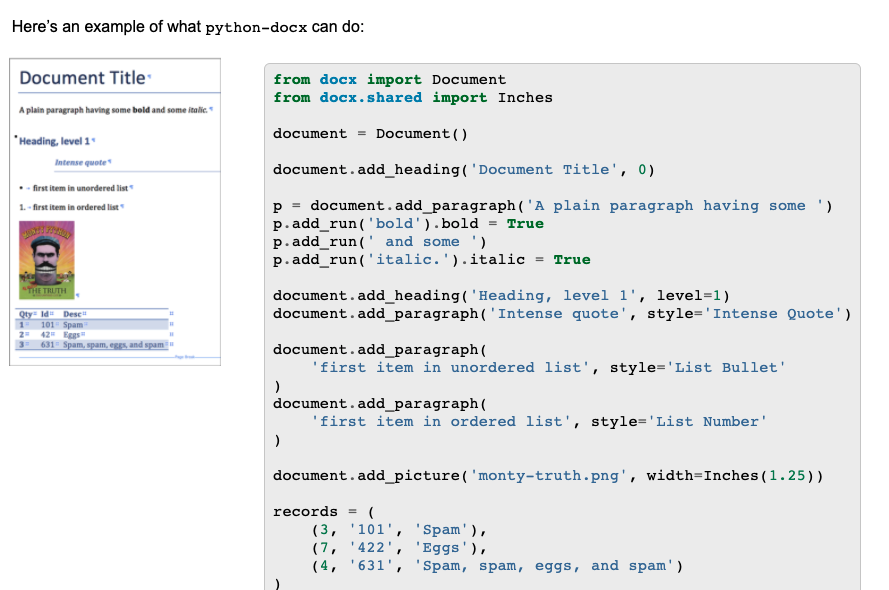 Here's an example of what python-docx can do:
Document Title
A plain paragraph having some bold and some italic.
Heading, level 1
Intense quote
• - first item in unordered list
1. - first item in ordered list
THE TRUTH
Qty Id Desc
1 101 Spam
2 42 Eggs
3 631 Spam, spam, eggs, and spam
Page Break
from docx import Document
from docx.shared import Inches
document = Document()
document.add_heading('Document Title', 0)
p = document.add_paragraph('A plain paragraph having some ')
p.add_run('bold').bold = True
p.add_run(' and some ')
p.add_run('italic.').italic = True
document.add_heading('Heading, level 1', level=1)
document.add_paragraph('Intense quote', style='Intense Quote')
document.add_paragraph(
    'first item in unordered list', style='List Bullet'
)
document.add_paragraph(
    'first item in ordered list', style='List Number'
)
document.add_picture('monty-truth.png', width=Inches(1.25))
records = (
    (3, '101', 'Spam'),
    (7, '422', 'Eggs'),
    (4, '631', 'Spam, spam, eggs, and spam')
)